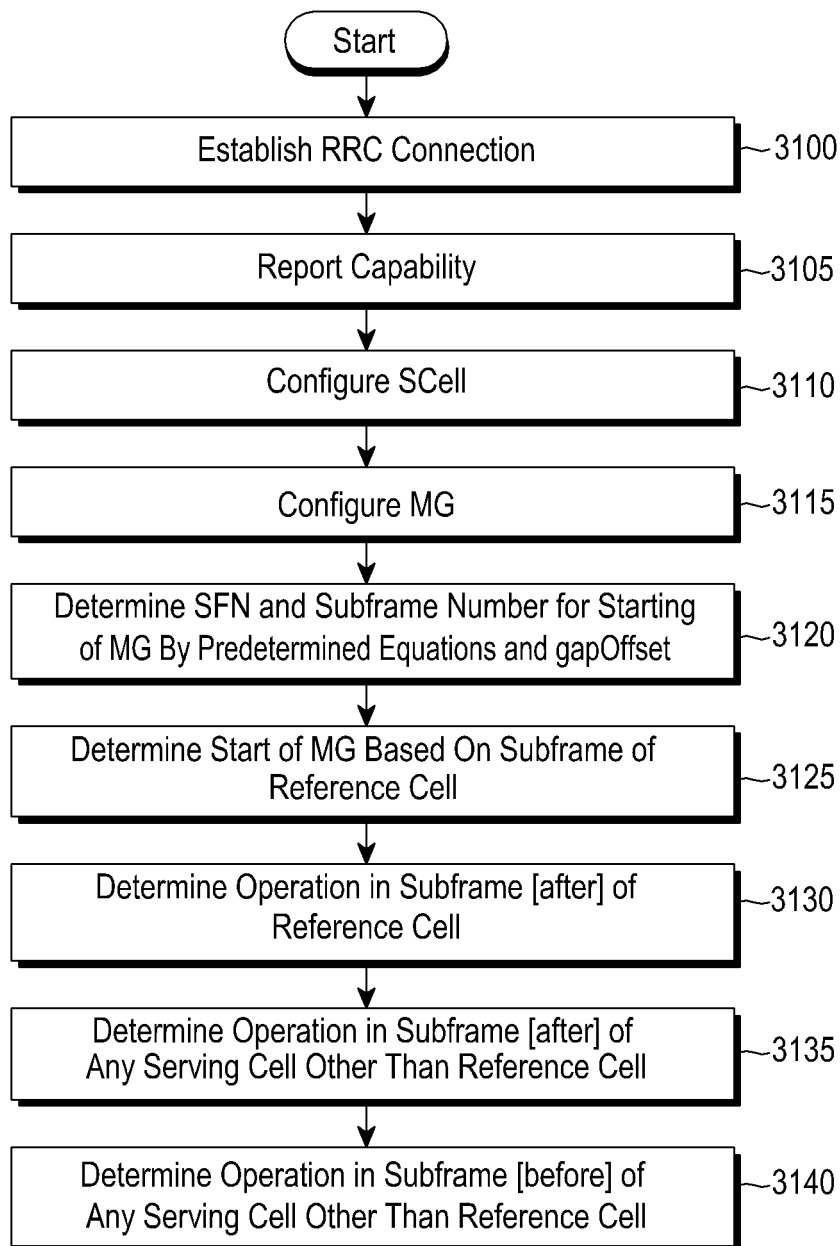 Start
Establish RRC Connection
3100
Report Capability
3105
Configure SCell
3110
Configure MG
3115
Determine SFN and Subframe Number for Starting
of MG By Predetermined Equations and gapOffset
3120
Determine Start of MG Based On Subframe of
Reference Cell
3125
Determine Operation in Subframe [after] of
Reference Cell
3130
Determine Operation in Subframe [after] of
Any Serving Cell Other Than Reference Cell
3135
Determine Operation in Subframe [before] of
Any Serving Cell Other Than Reference Cell
3140